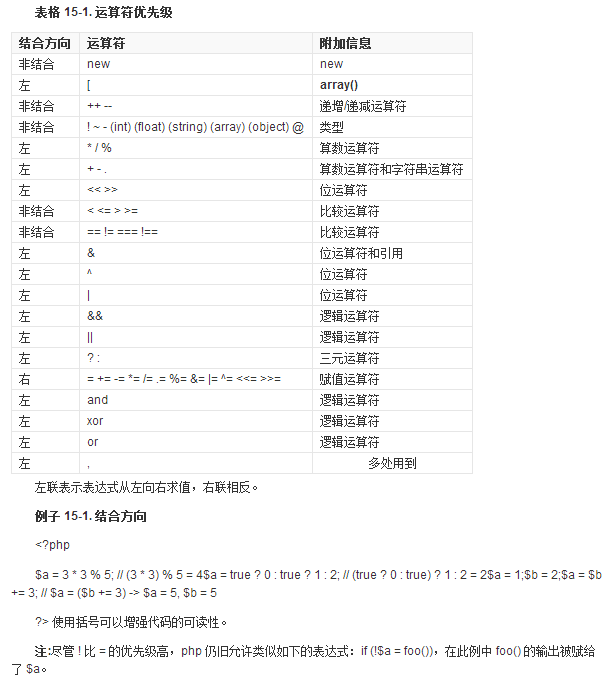 表格 15-1. 运算符优先级
结合方向 运算符 附加信息
非结合 new new
左 [ array()
非结合 ++ -- 递增/递减运算符
非结合 ! ~ - (int) (float) (string) (array) (object) @ 类型
左 * / % 算数运算符
左 + - . 算数运算符和字符串运算符
左 << >> 位运算符
非结合 < <= > >= 比较运算符
非结合 == != === !== 比较运算符
左 & 位运算符和引用
左 ^ 位运算符
左 | 位运算符
左 && 逻辑运算符
左 || 逻辑运算符
左 ? : 三元运算符
右 = += -= *= /= .= %= &= |= ^= <<= >>= 赋值运算符
左 and 逻辑运算符
左 xor 逻辑运算符
左 or 逻辑运算符
左 , 多处用到
左联表示表达式从左向右求值，右联相反。
例子 15-1. 结合方向
<?php
$a = 3 * 3 % 5; // (3 * 3) % 5 = 4$a = true ? 0 : true ? 1 : 2; // (true ? 0 : true) ? 1 : 2 = 2$a = 1;$b = 2;$a = $b
+= 3; // $a = ($b += 3) -> $a = 5, $b = 5
?> 使用括号可以增强代码的可读性。
注:尽管 ! 比 = 的优先级高，php 仍旧允许类似如下的表达式：if (!$a = foo())，在此例中 foo() 的输出被赋给
了 $a。